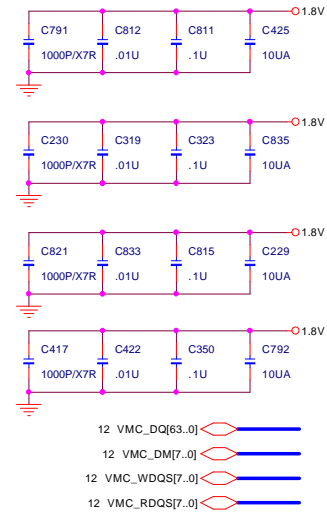 1.8V
C791 C812 C811 C425
1000P/X7R .01U .1U 10UA
1.8V
C230 C319 C323 C835
1000P/X7R .01U .1U 10UA
1.8V
C821 C833 C815 C229
1000P/X7R .01U .1U 10UA
1.8V
C417 C422 C350 C792
1000P/X7R .01U .1U 10UA
12 VMC_DQ[63..0]
12 VMC_DM[7..0]
12 VMC_WDQS[7..0]
12 VMC_RDQS[7..0]